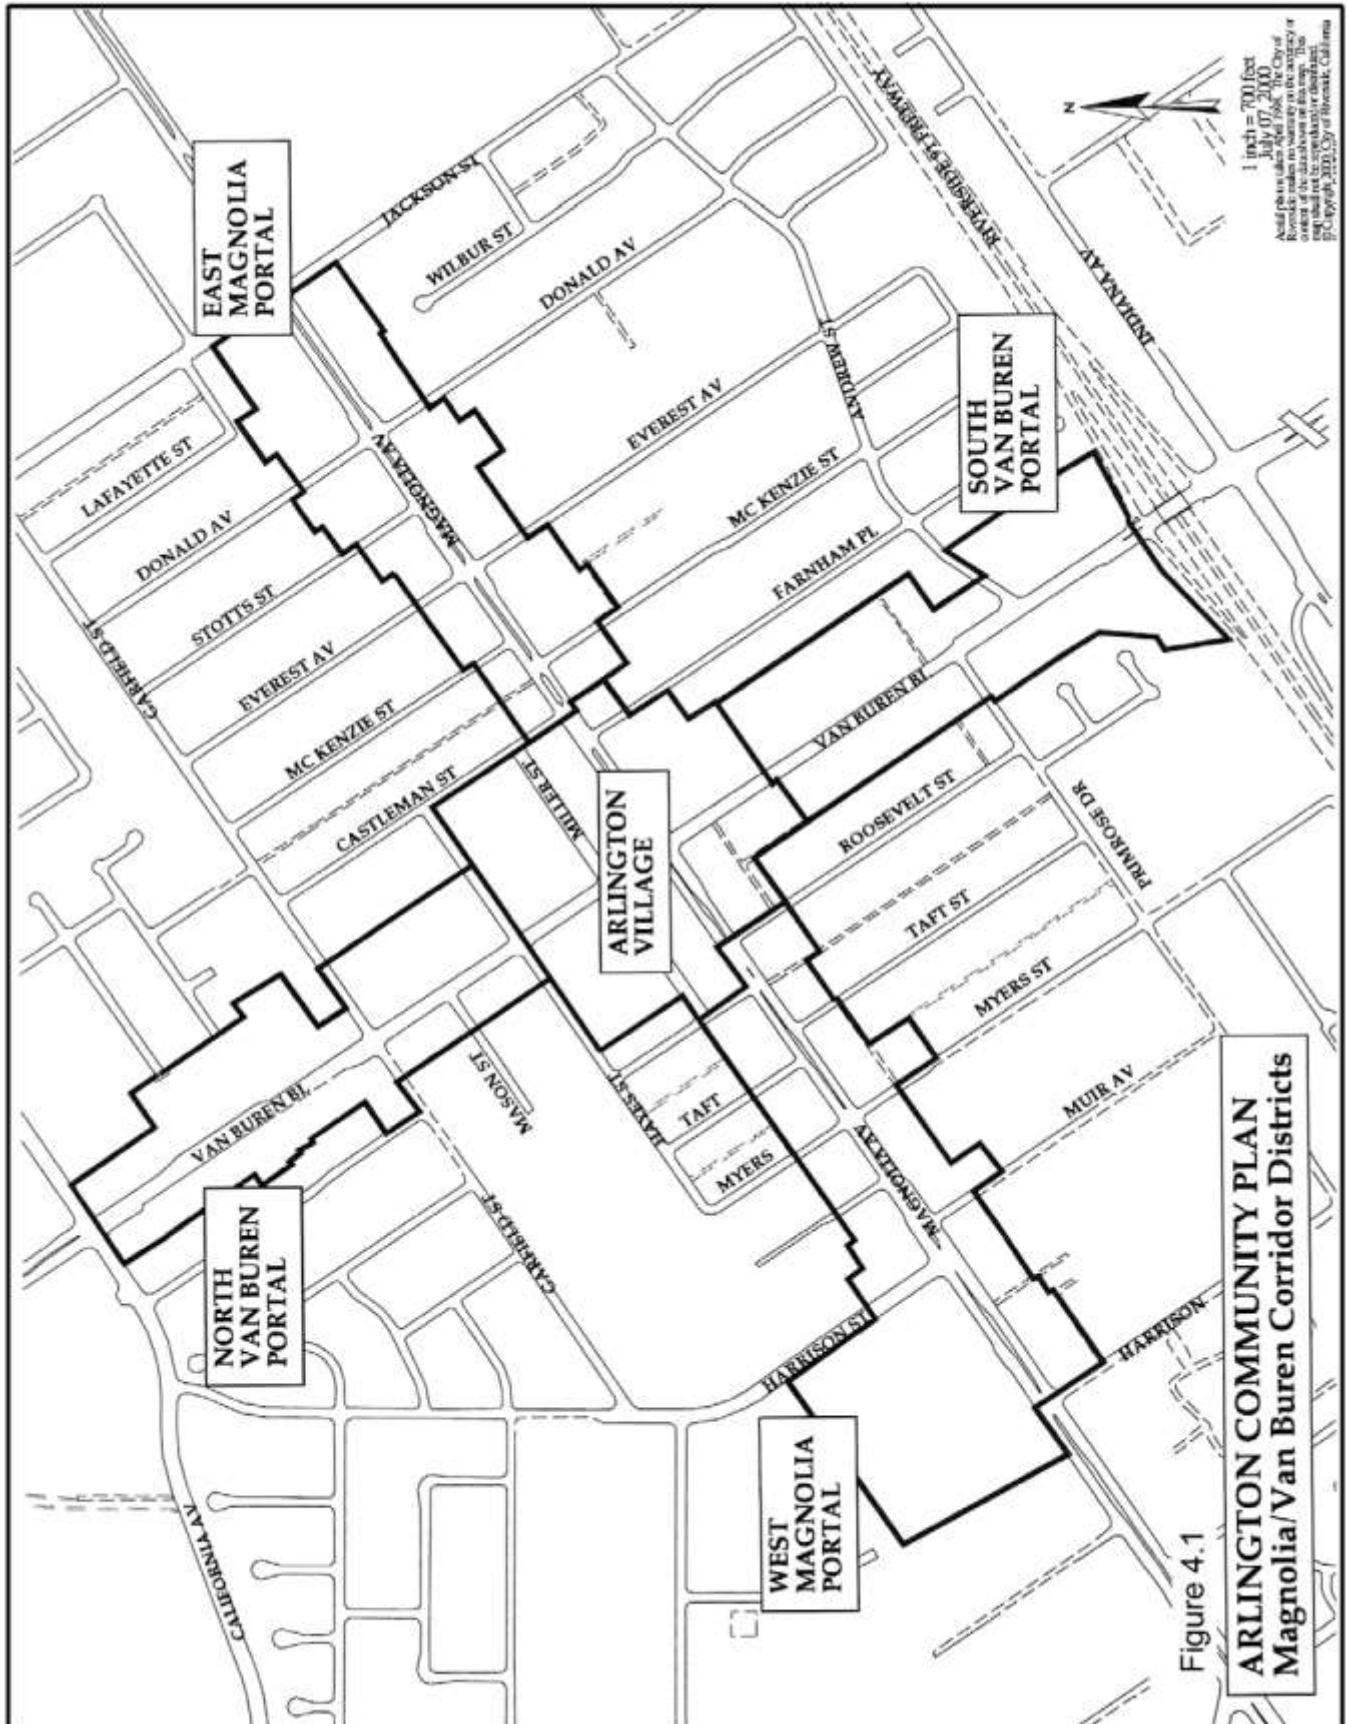 EAST
MAGNOLIA
PORTAL
JACKSON ST
WILBUR ST
DONALD AV
RIVERSIDE 91 FREEWAY
INDIANA AV
N
1 inch = 700 feet
July 07, 2000
LAFAYETTE ST
DONALD AV
STOTTS ST
EVEREST AV
MC KENZIE ST
CASTLEMAN ST
GARFIELD ST
MAGNOLIA AV
EVEREST AV
MC KENZIE ST
FARNHAM PL
ANDREW S
SOUTH
VAN BUREN
PORTAL
MILLER ST
ARLINGTON
VILLAGE
VAN BUREN BL
ROOSEVELT ST
TAFT ST
MYERS ST
MUIR AV
PRIMROSE DR
VAN BUREN BL
MASON ST
HAYES ST
TAFT
MYERS
MAGNOLIA AV
GARFIELD ST
NORTH
VAN BUREN
PORTAL
HARRISON ST
HARRISON
CALIFORNIA AV
WEST
MAGNOLIA
PORTAL
Figure 4.1
ARLINGTON COMMUNITY PLAN
Magnolia/Van Buren Corridor Districts